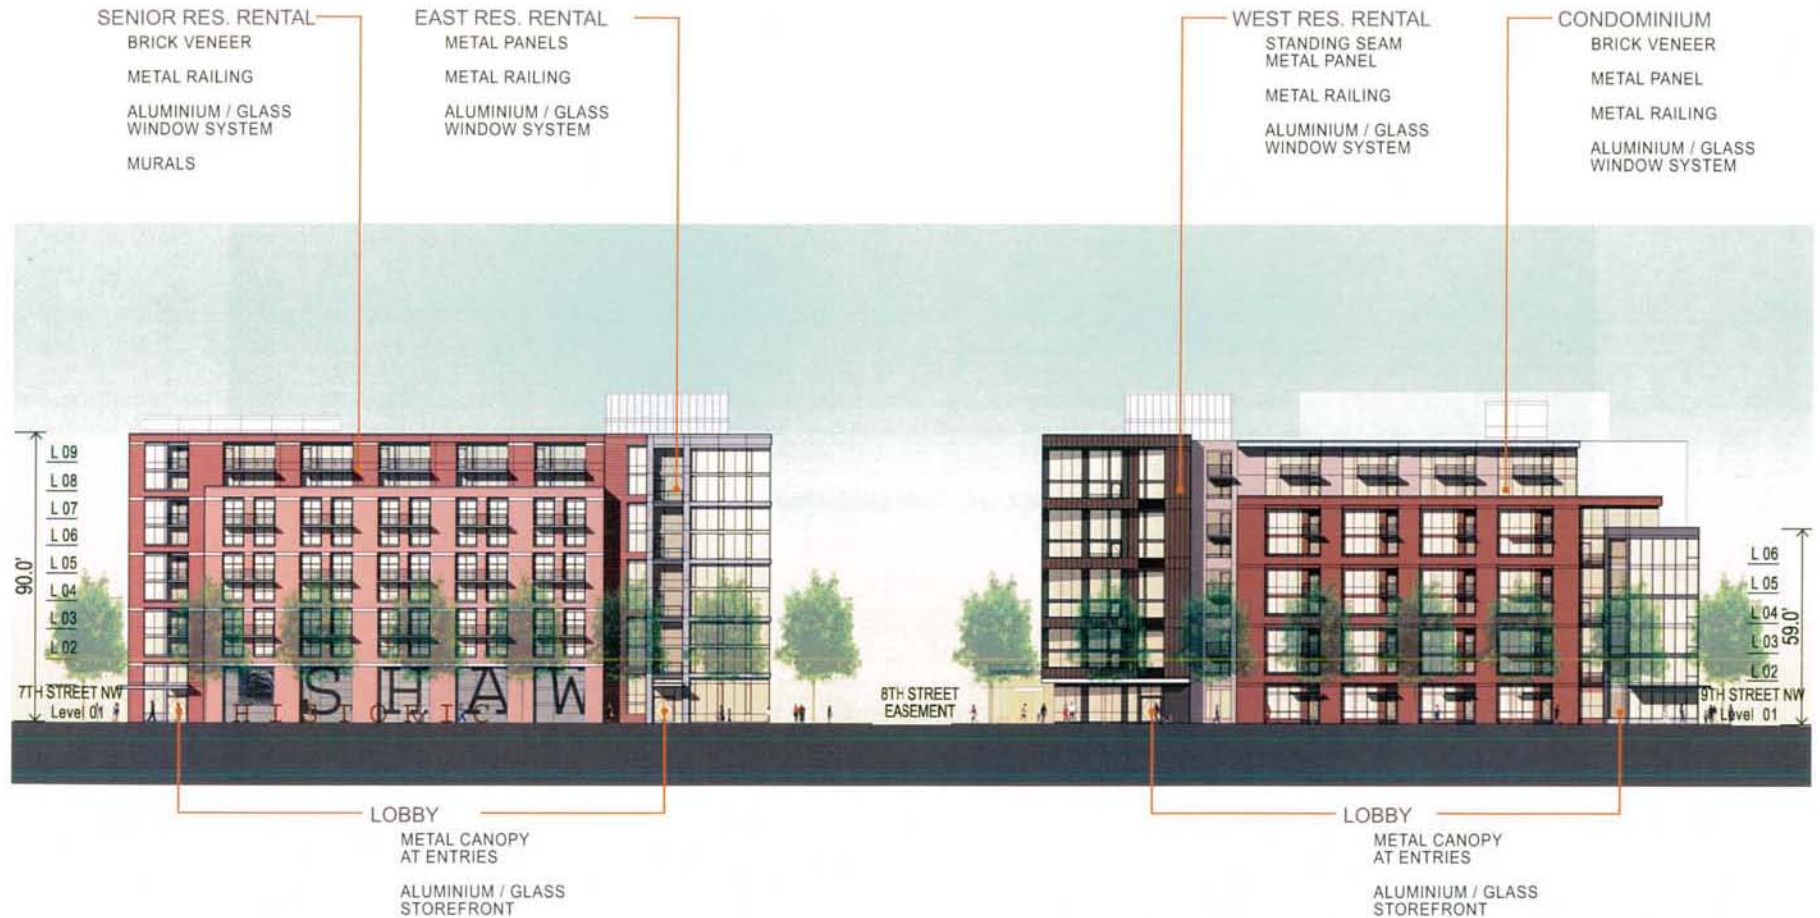 SENIOR RES. RENTAL
BRICK VENEER
METAL RAILING
ALUMINIUM / GLASS
WINDOW SYSTEM
MURALS
EAST RES. RENTAL
METAL PANELS
METAL RAILING
ALUMINIUM / GLASS
WINDOW SYSTEM
WEST RES. RENTAL
STANDING SEAM
METAL PANEL
METAL RAILING
ALUMINIUM / GLASS
WINDOW SYSTEM
CONDOMINIUM
BRICK VENEER
METAL PANEL
METAL RAILING
ALUMINIUM / GLASS
WINDOW SYSTEM
90.0'
L 09
L 08
L 07
L 06
L 05
L 04
L 03
L 02
7TH STREET NW
Level 01
SHAW
HISTORIC
8TH STREET
EASEMENT
L 06
L 05
L 04
L 03
L 02
59.0'
9TH STREET NW
Level 01
LOBBY
METAL CANOPY
AT ENTRIES
ALUMINIUM / GLASS
STOREFRONT
LOBBY
METAL CANOPY
AT ENTRIES
ALUMINIUM / GLASS
STOREFRONT